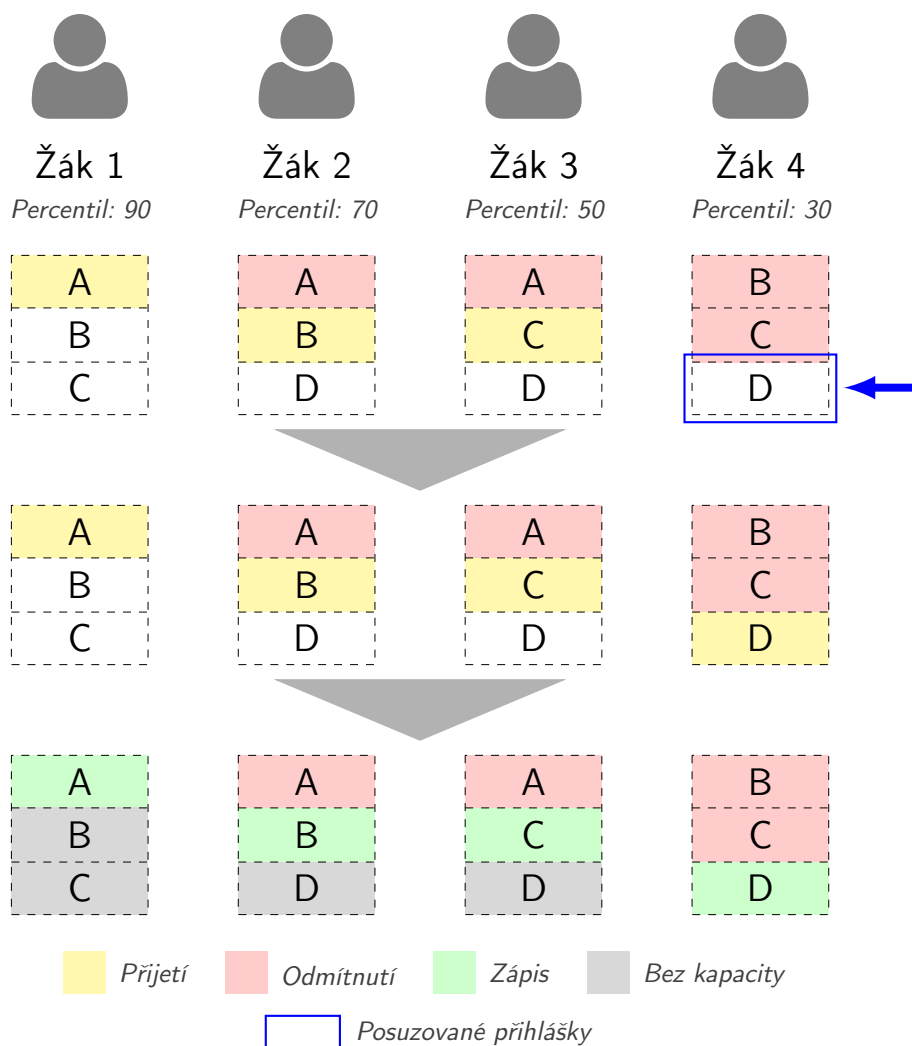 Žák 1 Žák 2 Žák 3 Žák 4
Percentil: 90 Percentil: 70 Percentil: 50 Percentil: 30
A A A B
B B C C
C D D D
A A A B
B B C C
C D D D
A A A B
B B C C
C D D D
Přijetí Odmítnutí Zápis Bez kapacity
Posuzované přihlášky